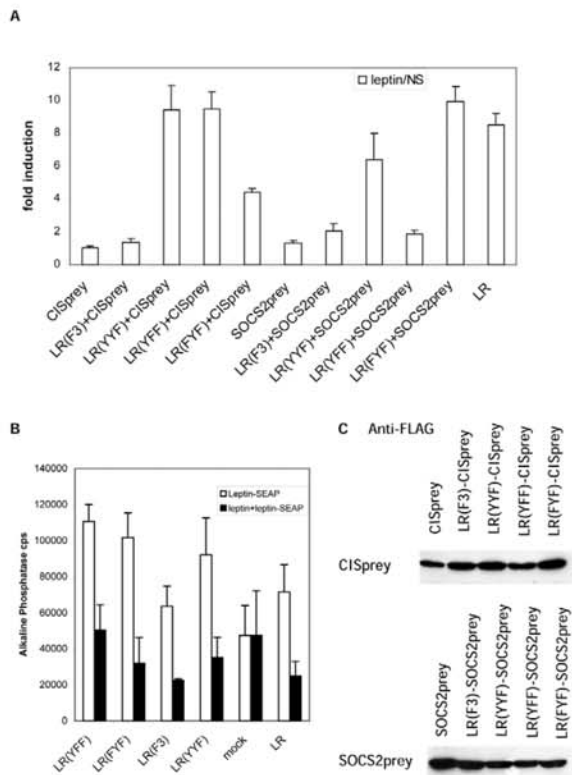 A
leptin/NS
fold induction
12
10
8
6
4
2
0
CISprey
LR(F3)+CISprey
LR(YYF)+CISprey
LR(YFF)+CISprey
LR(FYF)+CISprey
SOCS2prey
LR(F3)+SOCS2prey
LR(YYF)+SOCS2prey
LR(YFF)+SOCS2prey
LR(FYF)+SOCS2prey
LR
B
Leptin-SEAP
leptin+leptin-SEAP
Alkaline Phosphatase cps
140000
120000
100000
80000
60000
40000
20000
0
LR(YFF)
LR(FYF)
LR(F3)
LR(YYF)
mock
LR
C Anti-FLAG
CISprey
LR(F3)-CISprey
LR(YYF)-CISprey
LR(YFF)-CISprey
LR(FYF)-CISprey
CISprey
SOCS2prey
LR(F3)-SOCS2prey
LR(YYF)-SOCS2prey
LR(YFF)-SOCS2prey
LR(FYF)-SOCS2prey
SOCS2prey